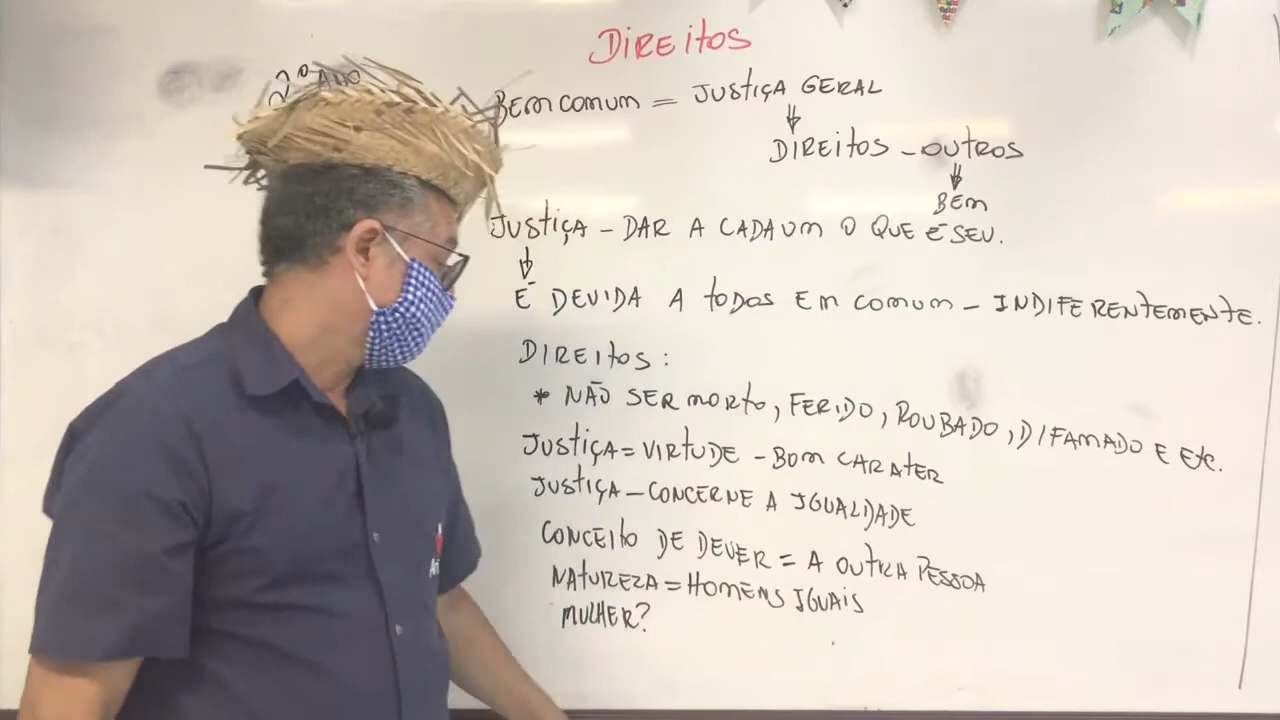 DIREITOS
2º ANO
BEM COMUM = JUSTIÇA GERAL
DIREITOS - OUTROS
BEM
JUSTIÇA - DAR A CADA UM O QUE É SEU.
É DEVIDA A TODOS EM COMUM - INDIFERENTEMENTE.
DIREITOS:
* NÃO SER MORTO, FERIDO, ROUBADO, DIFAMADO E ETC.
JUSTIÇA = VIRTUDE - BOM CARATER
JUSTIÇA - CONCERNE A IGUALDADE
CONCEITO DE DEVER = A OUTRA PESSOA
NATUREZA = HOMENS IGUAIS
MULHER?